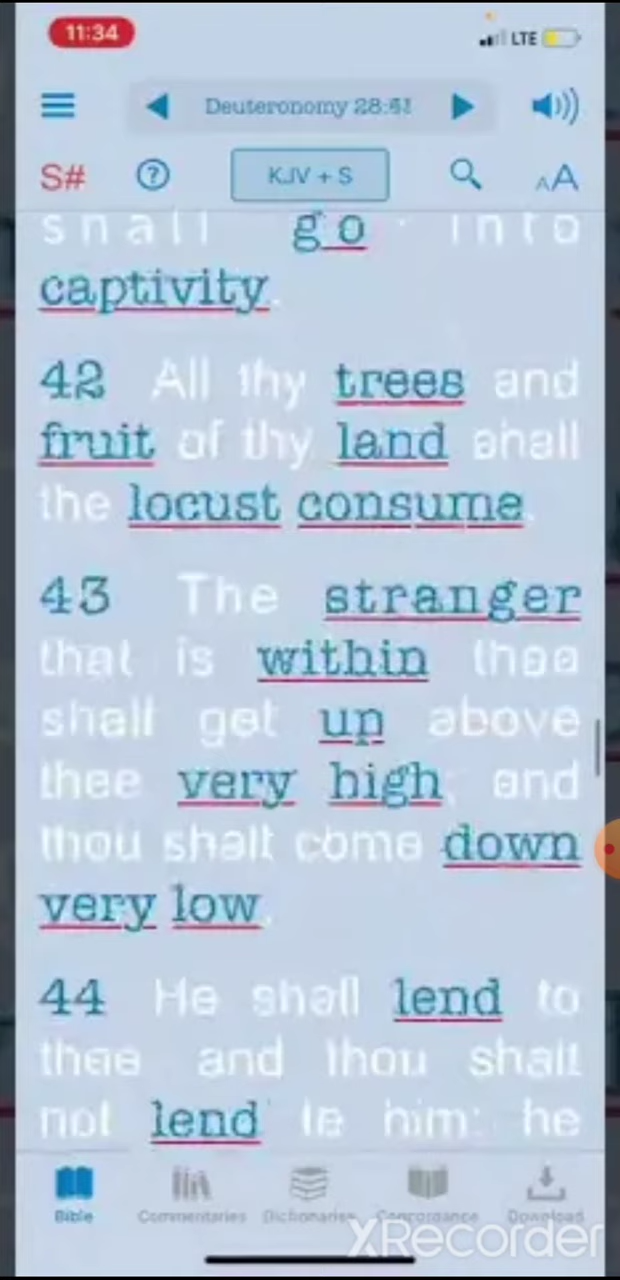 11:34
LTE
Deuteronomy 28:
S# ? KJV + S AA
shall go into
captivity.
42 All thy trees and
fruit of thy land shall
the locust consume.
43 The stranger
that is within thee
shall get up above
thee very high; and
thou shalt come down
very low.
44 He shall lend to
thee and thou shalt
not lend to him: he
Bible Commentaries Dictionaries Concordance Download
XRecorder